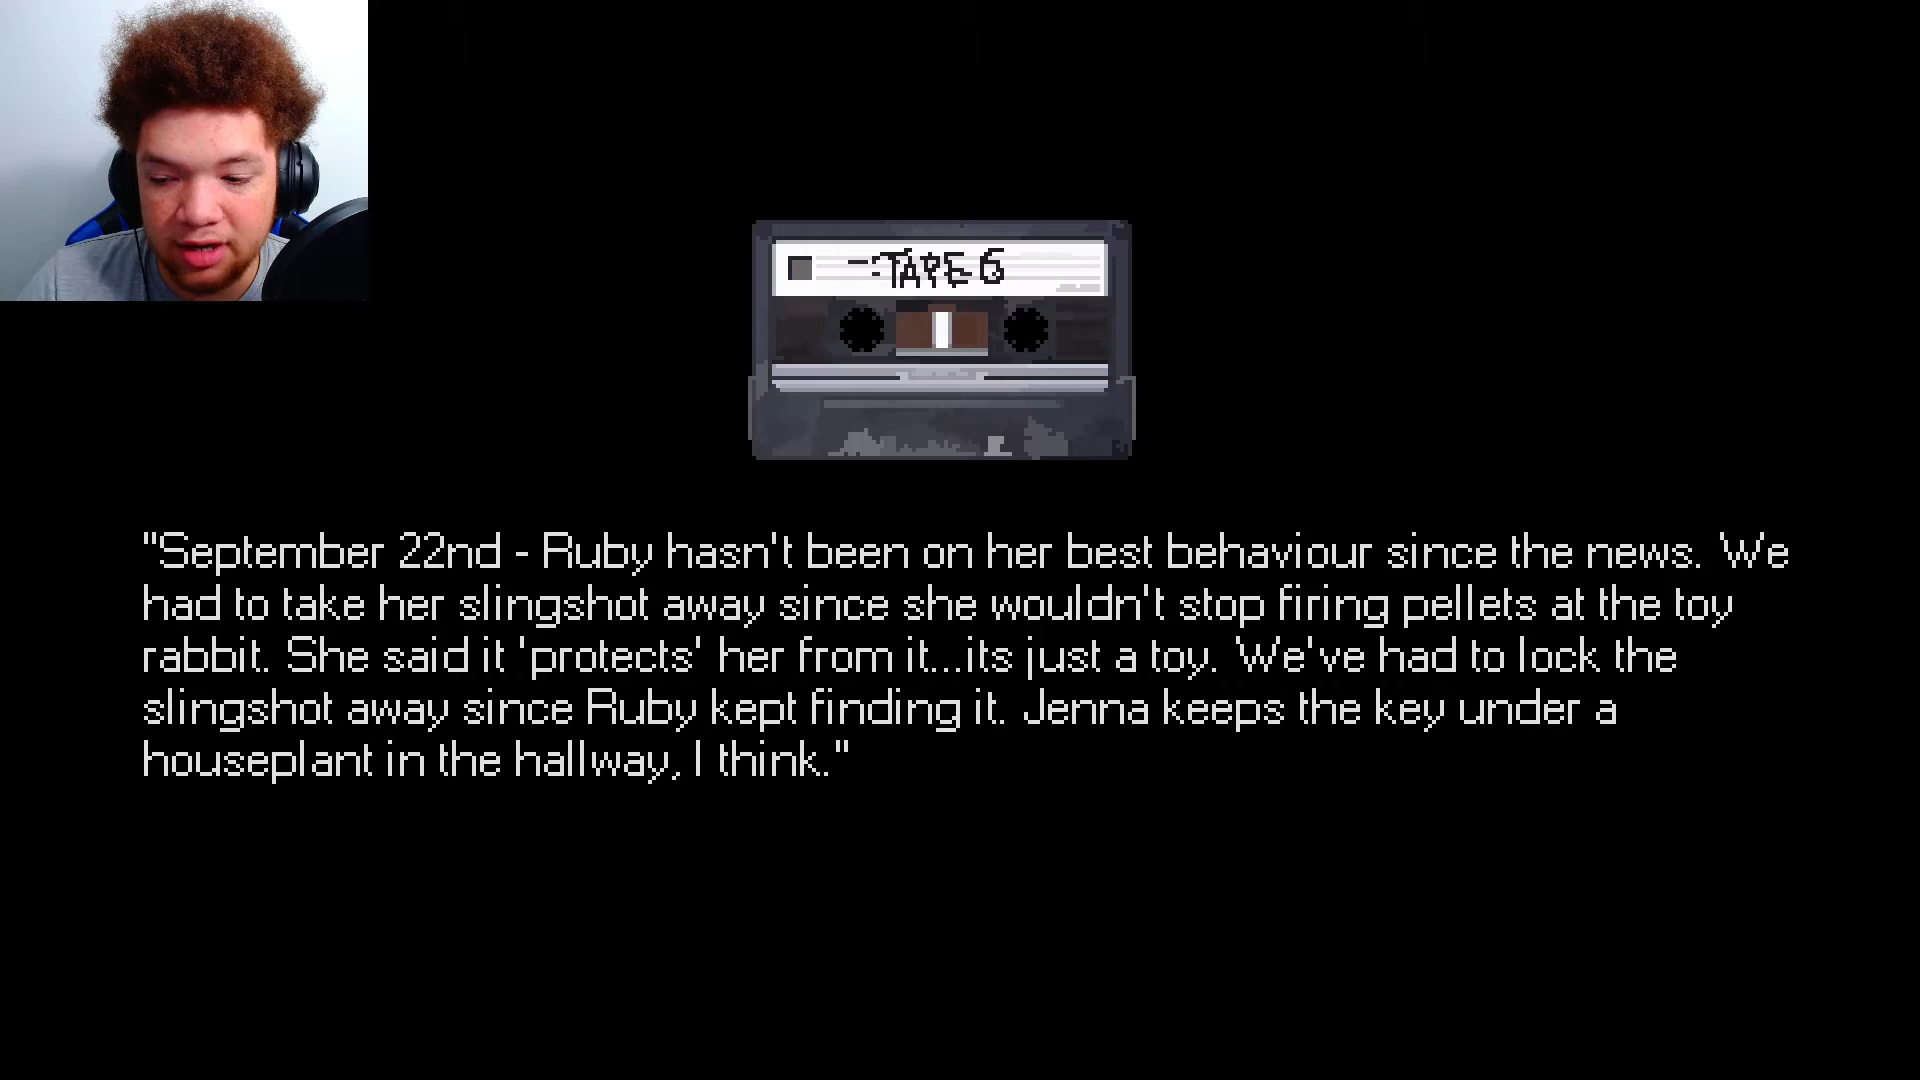 TAPE 6
"September 22nd - Ruby hasn't been on her best behaviour since the news. We
had to take her slingshot away since she wouldn't stop firing pellets at the toy
rabbit. She said it 'protects' her from it...its just a toy. We've had to lock the
slingshot away since Ruby kept finding it. Jenna keeps the key under a
houseplant in the hallway, I think."